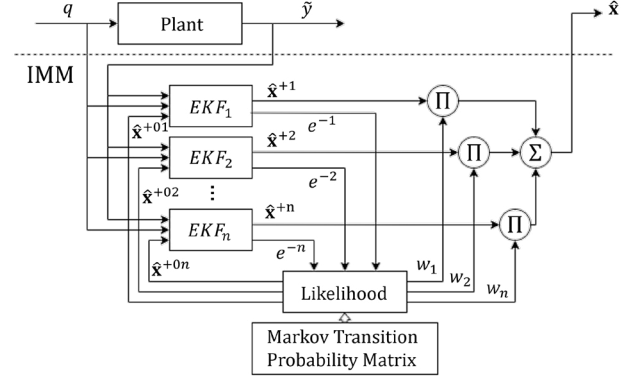 q
Plant
ỹ
x̂
IMM
EKF₁
x̂⁺¹
e⁻¹
Π
x̂⁺⁰¹
EKF₂
x̂⁺²
e⁻²
Π
Σ
x̂⁺⁰²
⋮
EKFₙ
x̂⁺ⁿ
e⁻ⁿ
Π
x̂⁺⁰ⁿ
w₁
w₂
wₙ
Likelihood
Markov Transition
Probability Matrix